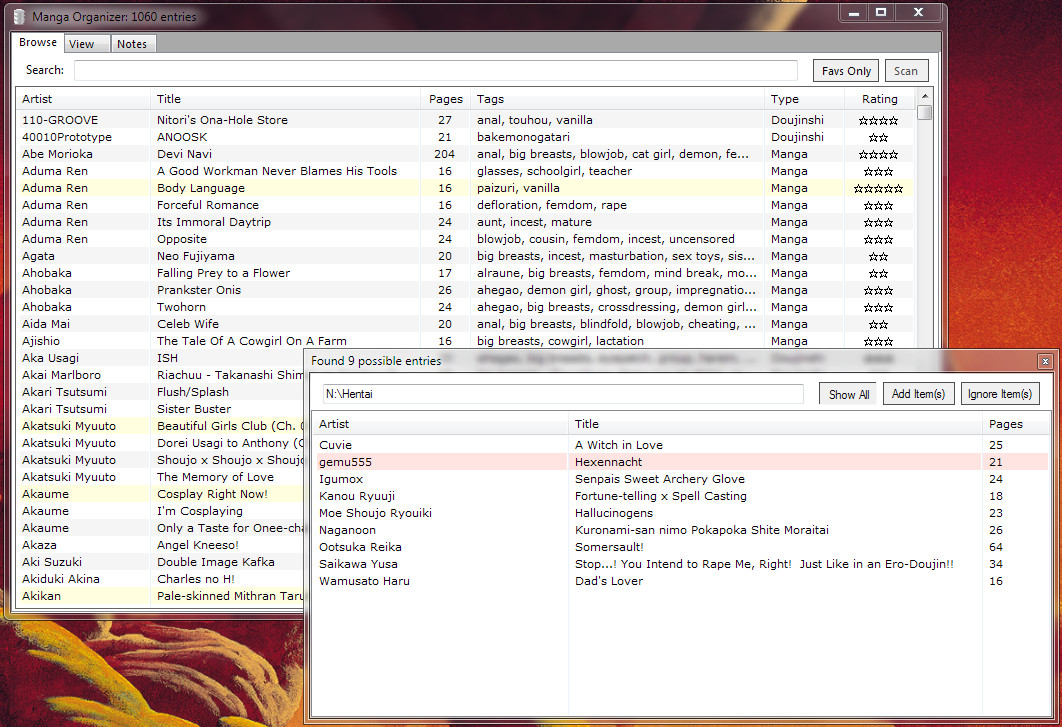 Manga Organizer: 1060 entries
Browse View Notes
Search: Favs Only Scan
Artist Title Pages Tags Type Rating
110-GROOVE Nitori's Ona-Hole Store 27 anal, touhou, vanilla Doujinshi ☆☆☆☆
40010Prototype ANOOSK 21 bakemonogatari Doujinshi ☆☆
Abe Morioka Devi Navi 204 anal, big breasts, blowjob, cat girl, demon, fe... Manga ☆☆☆☆
Aduma Ren A Good Workman Never Blames His Tools 16 glasses, schoolgirl, teacher Manga ☆☆☆
Aduma Ren Body Language 16 paizuri, vanilla Manga ☆☆☆☆☆
Aduma Ren Forceful Romance 16 defloration, femdom, rape Manga ☆☆☆
Aduma Ren Its Immoral Daytrip 24 aunt, incest, mature Manga ☆☆☆
Aduma Ren Opposite 24 blowjob, cousin, femdom, incest, uncensored Manga ☆☆☆
Agata Neo Fujiyama 20 big breasts, incest, masturbation, sex toys, sis... Manga ☆☆
Ahobaka Falling Prey to a Flower 17 alraune, big breasts, femdom, mind break, mo... Manga ☆☆
Ahobaka Prankster Onis 26 ahegao, demon girl, ghost, group, impregnatio... Manga ☆☆☆
Ahobaka Twohorn 24 ahegao, big breasts, crossdressing, demon girl... Manga ☆☆☆
Aida Mai Celeb Wife 20 anal, big breasts, blindfold, blowjob, cheating, ... Manga ☆☆
Ajishio The Tale Of A Cowgirl On A Farm 16 big breasts, cowgirl, lactation Manga ☆☆☆
Aka Usagi ISH
Akai Marlboro Riachuu - Takanashi Shim
Akari Tsutsumi Flush/Splash
Akari Tsutsumi Sister Buster
Akatsuki Myuuto Beautiful Girls Club (Ch. 
Akatsuki Myuuto Dorei Usagi to Anthony (
Akatsuki Myuuto Shoujo x Shoujo x Shoujo
Akatsuki Myuuto The Memory of Love
Akaume Cosplay Right Now!
Akaume I'm Cosplaying
Akaume Only a Taste for Onee-cha
Akaza Angel Kneeso!
Aki Suzuki Double Image Kafka
Akiduki Akina Charles no H!
Akikan Pale-skinned Mithran Taru
Found 9 possible entries
N:\Hentai Show All Add Item(s) Ignore Item(s)
Artist Title Pages
Cuvie A Witch in Love 25
gemu555 Hexennacht 21
Igumox Senpais Sweet Archery Glove 24
Kanou Ryuuji Fortune-telling x Spell Casting 18
Moe Shoujo Ryouiki Hallucinogens 23
Naganoon Kuronami-san nimo Pokapoka Shite Moraitai 26
Ootsuka Reika Somersault! 64
Saikawa Yusa Stop...! You Intend to Rape Me, Right! Just Like in an Ero-Doujin!! 34
Wamusato Haru Dad's Lover 16